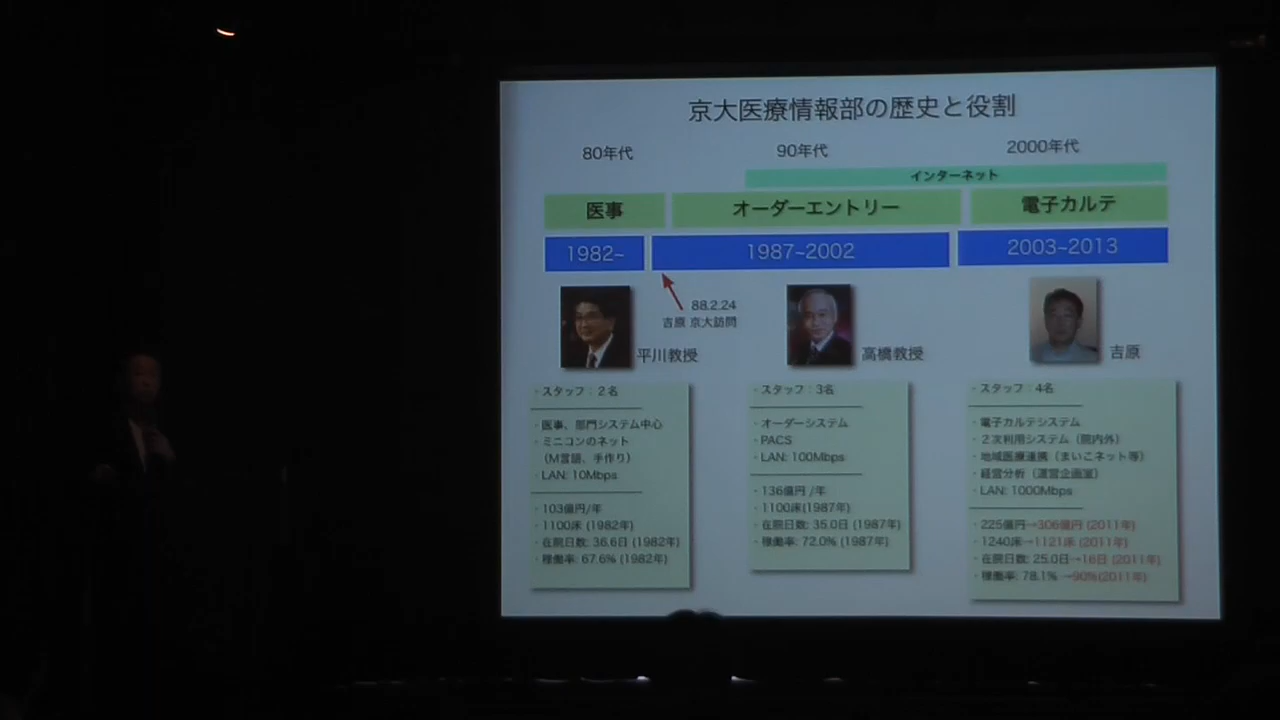 京大医療情報部の歴史と役割
80年代
90年代
2000年代
インターネット
医事
オーダーエントリー
電子カルテ
1982~
1987~2002
2003~2013
88.2.24
吉原 京大訪問
平川教授
高橋教授
吉原
・スタッフ：2名
・医事、部門システム中心
・ミニコンのネット
（M言語、手作り）
・LAN: 10Mbps
・103億円/年
・1100床 (1982年)
・在院日数: 36.6日 (1982年)
・稼働率: 67.6% (1982年)
・スタッフ：3名
・オーダーシステム
・PACS
・LAN: 100Mbps
・136億円 /年
・1100床(1987年)
・在院日数: 35.0日 (1987年)
・稼働率: 72.0% (1987年)
・スタッフ：4名
・電子カルテシステム
・２次利用システム（院内外）
・地域医療連携（まいこネット等）
・経営分析（運営企画室）
・LAN: 1000Mbps
・225億円→306億円 (2011年)
・1240床→1121床 (2011年)
・在院日数: 25.0日→16日 (2011年)
・稼働率: 78.1% →90%(2011年)